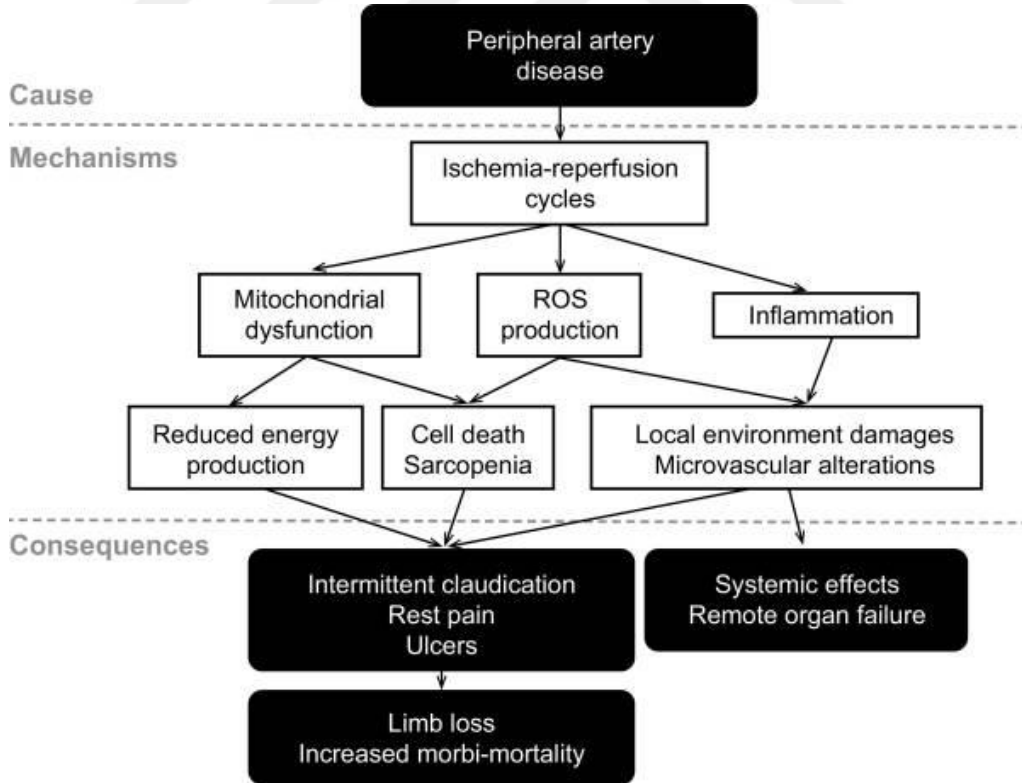 Peripheral artery
disease
Cause
Mechanisms
Ischemia-reperfusion
cycles
Mitochondrial
dysfunction
ROS
production
Inflammation
Reduced energy
production
Cell death
Sarcopenia
Local environment damages
Microvascular alterations
Consequences
Intermittent claudication
Rest pain
Ulcers
Systemic effects
Remote organ failure
Limb loss
Increased morbi-mortality